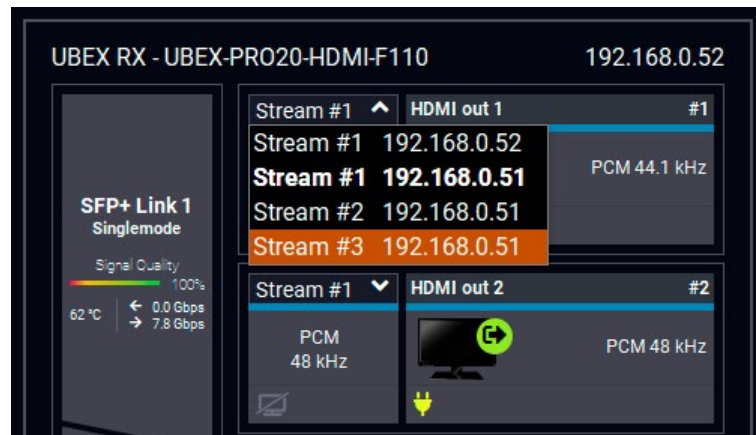 UBEX RX - UBEX-PRO20-HDMI-F110 192.168.0.52
Stream #1 HDMI out 1 #1
Stream #1 192.168.0.52
Stream #1 192.168.0.51
Stream #2 192.168.0.51
Stream #3 192.168.0.51
PCM 44.1 kHz
SFP+ Link 1
Singlemode
Signal Quality
100%
62 °C ← 0.0 Gbps
→ 7.8 Gbps
Stream #1 HDMI out 2 #2
PCM
48 kHz
PCM 48 kHz